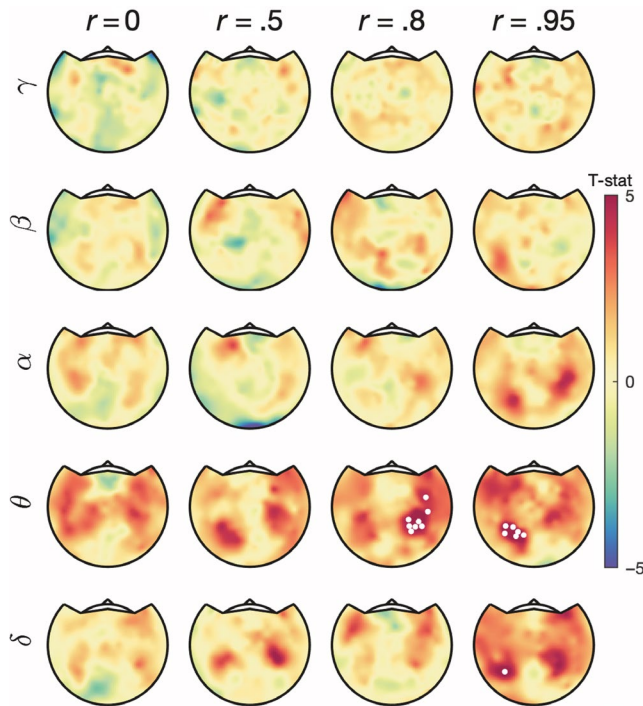 r = 0 r = .5 r = .8 r = .95
γ
T-stat
5
β
α
0
θ
−5
δ